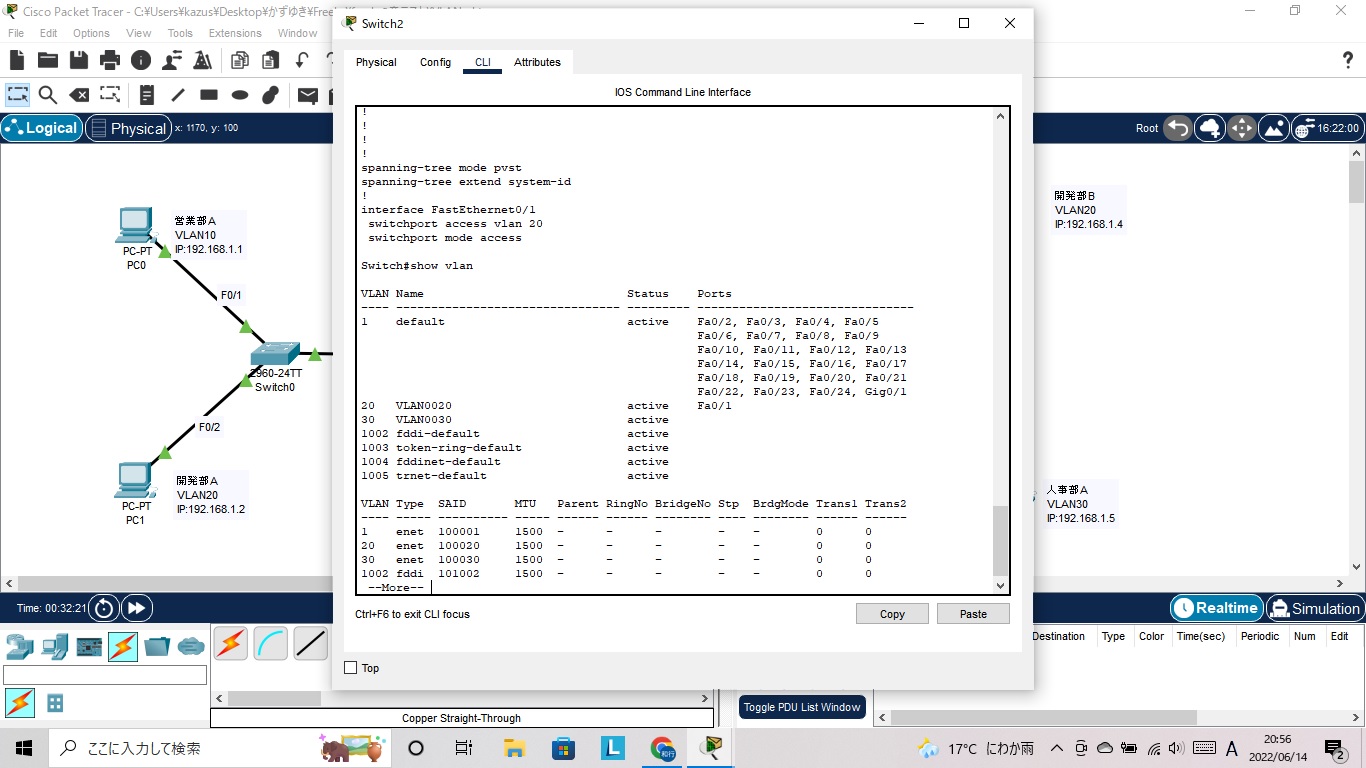 Cisco Packet Tracer - C:¥Users¥kazus¥Desktop¥かずゆき¥Free
File Edit Options View Tools Extensions Window
Switch2
Physical Config CLI Attributes
IOS Command Line Interface
?
Logical
Physical
x: 1170, y: 100
Root
16:22:00
!
!
!
!
spanning-tree mode pvst
spanning-tree extend system-id
!
interface FastEthernet0/1
switchport access vlan 20
switchport mode access
Switch#show vlan
VLAN Name Status Ports
---- -------------------------------- --------- -------------------------------
1 default active Fa0/2, Fa0/3, Fa0/4, Fa0/5
Fa0/6, Fa0/7, Fa0/8, Fa0/9
Fa0/10, Fa0/11, Fa0/12, Fa0/13
Fa0/14, Fa0/15, Fa0/16, Fa0/17
Fa0/18, Fa0/19, Fa0/20, Fa0/21
Fa0/22, Fa0/23, Fa0/24, Gig0/1
20 VLAN0020 active Fa0/1
30 VLAN0030 active
1002 fddi-default active
1003 token-ring-default active
1004 fddinet-default active
1005 trnet-default active
VLAN Type SAID MTU Parent RingNo BridgeNo Stp BrdgMode Trans1 Trans2
---- ----- ---------- ----- ------ ------ -------- ---- -------- ------ ------
1 enet 100001 1500 - - - - - 0 0
20 enet 100020 1500 - - - - - 0 0
30 enet 100030 1500 - - - - - 0 0
1002 fddi 101002 1500 - - - - - 0 0
--More--
Ctrl+F6 to exit CLI focus
Copy
Paste
Top
営業部A
VLAN10
IP:192.168.1.1
PC-PT
PC0
F0/1
2960-24TT
Switch0
F0/2
PC-PT
PC1
開発部A
VLAN20
IP:192.168.1.2
開発部B
VLAN20
IP:192.168.1.4
人事部A
VLAN30
IP:192.168.1.5
Time: 00:32:21
Realtime
Simulation
Destination Type Color Time(sec) Periodic Num Edit
Copper Straight-Through
Toggle PDU List Window
ここに入力して検索
L
17°C にわか雨
A
20:56
2022/06/14
2